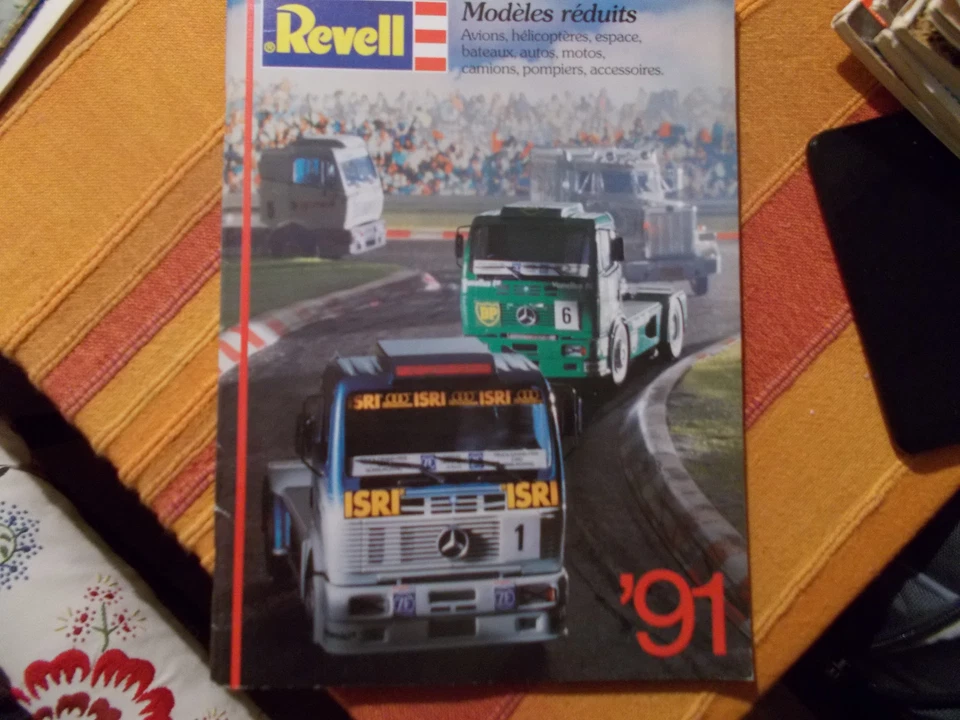 ® Revell
Modèles réduits
Avions, hélicoptères, espace,
bateaux, autos, motos,
camions, pompiers, accessoires.
BP
6
ISRI ISRI ISRI
ISRI ISRI
1
'91